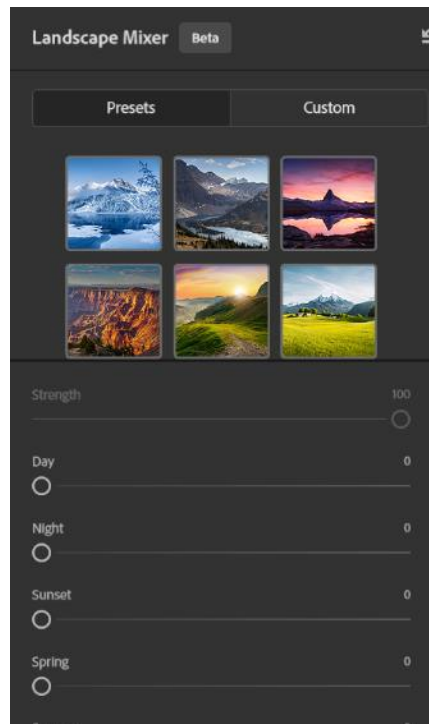 Landscape Mixer Beta
Presets Custom
Strength 100
Day 0
Night 0
Sunset 0
Spring 0